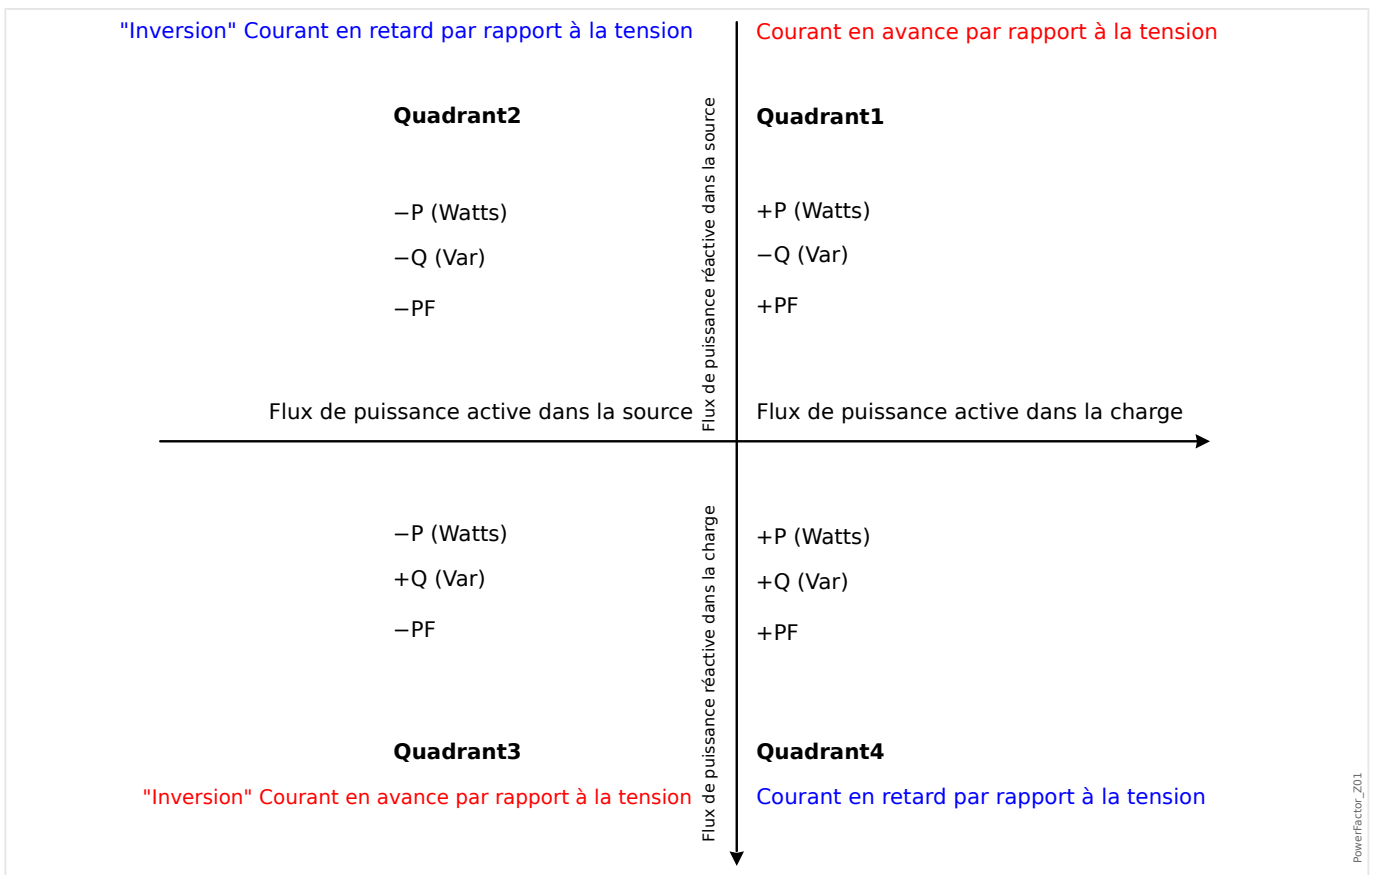 "Inversion" Courant en retard par rapport à la tension
Courant en avance par rapport à la tension
Quadrant2
Quadrant1
−P (Watts)
−Q (Var)
−PF
+P (Watts)
−Q (Var)
+PF
Flux de puissance réactive dans la source
Flux de puissance active dans la source
Flux de puissance active dans la charge
−P (Watts)
+Q (Var)
−PF
+P (Watts)
+Q (Var)
+PF
Flux de puissance réactive dans la charge
Quadrant3
Quadrant4
"Inversion" Courant en avance par rapport à la tension
Courant en retard par rapport à la tension
PowerFactor_Z01